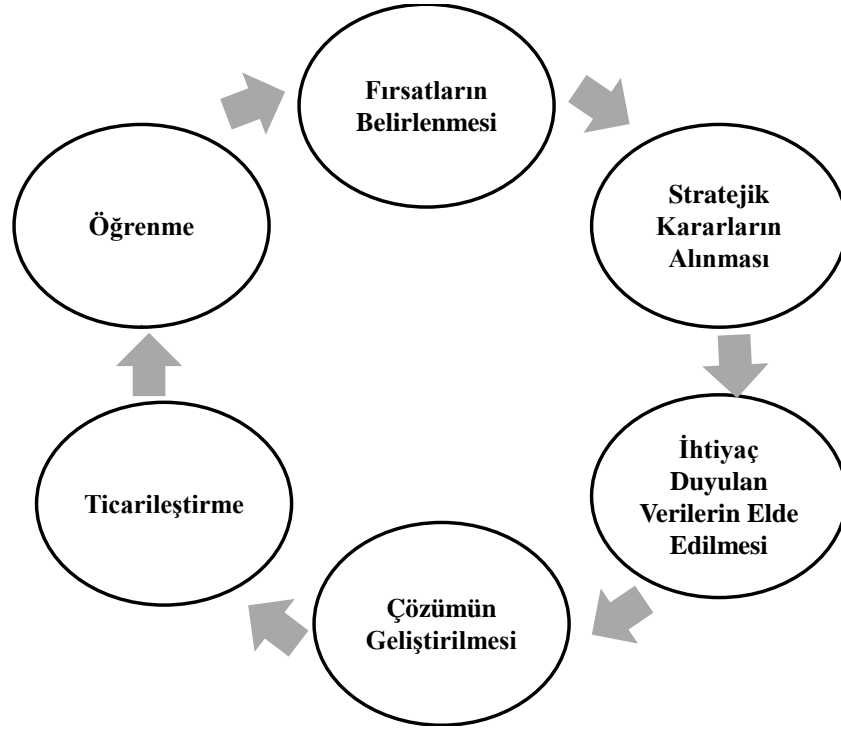 Fırsatların
Belirlenmesi
Stratejik
Kararların
Alınması
İhtiyaç
Duyulan
Verilerin Elde
Edilmesi
Çözümün
Geliştirilmesi
Ticarileştirme
Öğrenme